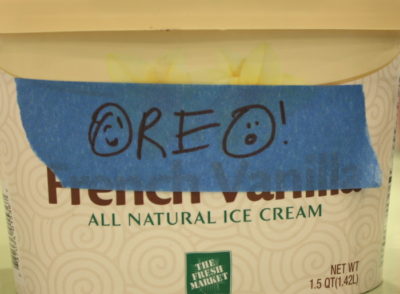 OREO!
French Vanilla
ALL NATURAL ICE CREAM
THE
FRESH
MARKET
NET WT
1.5 QT(1.42L)